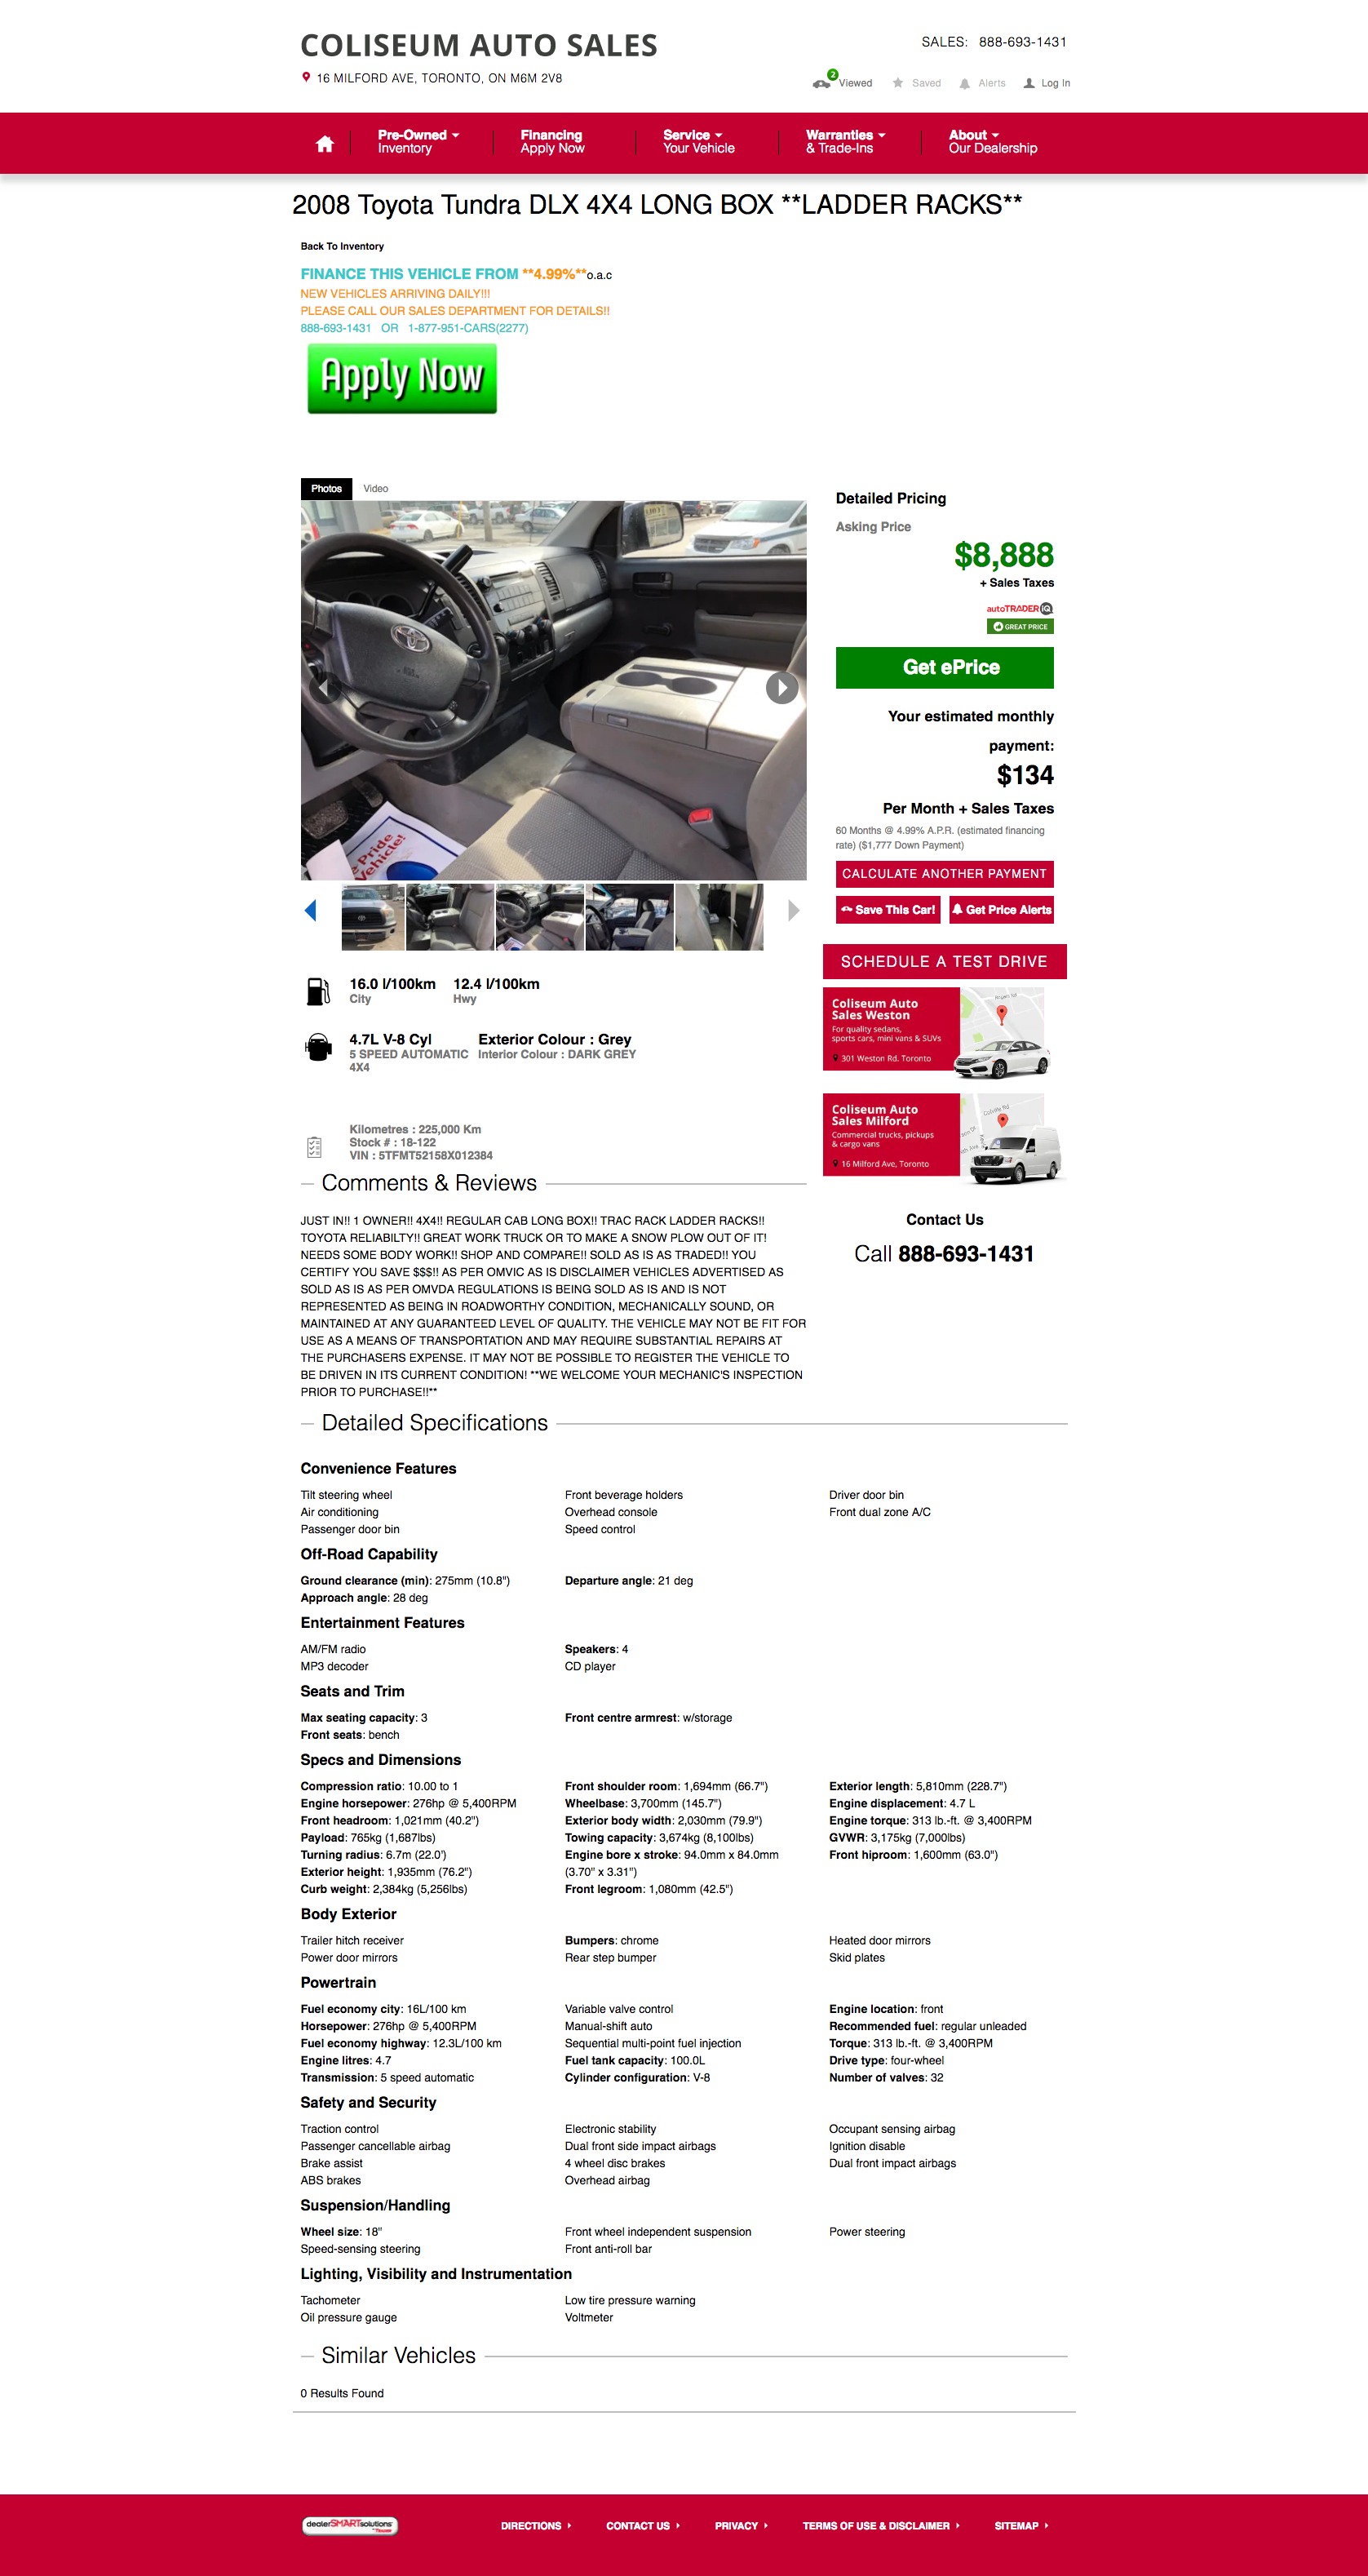 COLISEUM AUTO SALES
16 MILFORD AVE, TORONTO, ON M6M 2V8
SALES: 888-693-1431
2
Viewed
Saved
Alerts
Log In
Pre-Owned
Inventory
Financing
Apply Now
Service
Your Vehicle
Warranties
& Trade-Ins
About
Our Dealership
2008 Toyota Tundra DLX 4X4 LONG BOX **LADDER RACKS**
Back To Inventory
FINANCE THIS VEHICLE FROM **4.99%**o.a.c
NEW VEHICLES ARRIVING DAILY!!!
PLEASE CALL OUR SALES DEPARTMENT FOR DETAILS!!
888-693-1431 OR 1-877-951-CARS(2277)
Apply Now
Photos Video
Pride
Vehicle!
Detailed Pricing
Asking Price
$8,888
+ Sales Taxes
autoTRADER IQ
GREAT PRICE
Get ePrice
Your estimated monthly
payment:
$134
Per Month + Sales Taxes
60 Months @ 4.99% A.P.R. (estimated financing
rate) ($1,777 Down Payment)
CALCULATE ANOTHER PAYMENT
Save This Car!
Get Price Alerts
SCHEDULE A TEST DRIVE
Coliseum Auto
Sales Weston
For quality sedans,
sports cars, mini vans & SUVs
301 Weston Rd. Toronto
Coliseum Auto
Sales Milford
Commercial trucks, pickups
& cargo vans
16 Milford Ave, Toronto
Contact Us
Call 888-693-1431
16.0 l/100km 12.4 l/100km
City Hwy
4.7L V-8 Cyl Exterior Colour : Grey
5 SPEED AUTOMATIC Interior Colour : DARK GREY
4X4
Kilometres : 225,000 Km
Stock # : 18-122
VIN : 5TFMT52158X012384
Comments & Reviews
JUST IN!! 1 OWNER!! 4X4!! REGULAR CAB LONG BOX!! TRAC RACK LADDER RACKS!!
TOYOTA RELIABILTY!! GREAT WORK TRUCK OR TO MAKE A SNOW PLOW OUT OF IT!
NEEDS SOME BODY WORK!! SHOP AND COMPARE!! SOLD AS IS AS TRADED!! YOU
CERTIFY YOU SAVE $$$!! AS PER OMVIC AS IS DISCLAIMER VEHICLES ADVERTISED AS
SOLD AS IS AS PER OMVDA REGULATIONS IS BEING SOLD AS IS AND IS NOT
REPRESENTED AS BEING IN ROADWORTHY CONDITION, MECHANICALLY SOUND, OR
MAINTAINED AT ANY GUARANTEED LEVEL OF QUALITY. THE VEHICLE MAY NOT BE FIT FOR
USE AS A MEANS OF TRANSPORTATION AND MAY REQUIRE SUBSTANTIAL REPAIRS AT
THE PURCHASERS EXPENSE. IT MAY NOT BE POSSIBLE TO REGISTER THE VEHICLE TO
BE DRIVEN IN ITS CURRENT CONDITION! **WE WELCOME YOUR MECHANIC'S INSPECTION
PRIOR TO PURCHASE!!**
Detailed Specifications
Convenience Features
Tilt steering wheel Front beverage holders Driver door bin
Air conditioning Overhead console Front dual zone A/C
Passenger door bin Speed control
Off-Road Capability
Ground clearance (min): 275mm (10.8") Departure angle: 21 deg
Approach angle: 28 deg
Entertainment Features
AM/FM radio Speakers: 4
MP3 decoder CD player
Seats and Trim
Max seating capacity: 3 Front centre armrest: w/storage
Front seats: bench
Specs and Dimensions
Compression ratio: 10.00 to 1 Front shoulder room: 1,694mm (66.7") Exterior length: 5,810mm (228.7")
Engine horsepower: 276hp @ 5,400RPM Wheelbase: 3,700mm (145.7") Engine displacement: 4.7 L
Front headroom: 1,021mm (40.2") Exterior body width: 2,030mm (79.9") Engine torque: 313 lb.-ft. @ 3,400RPM
Payload: 765kg (1,687lbs) Towing capacity: 3,674kg (8,100lbs) GVWR: 3,175kg (7,000lbs)
Turning radius: 6.7m (22.0') Engine bore x stroke: 94.0mm x 84.0mm Front hiproom: 1,600mm (63.0")
Exterior height: 1,935mm (76.2") (3.70" x 3.31")
Curb weight: 2,384kg (5,256lbs) Front legroom: 1,080mm (42.5")
Body Exterior
Trailer hitch receiver Bumpers: chrome Heated door mirrors
Power door mirrors Rear step bumper Skid plates
Powertrain
Fuel economy city: 16L/100 km Variable valve control Engine location: front
Horsepower: 276hp @ 5,400RPM Manual-shift auto Recommended fuel: regular unleaded
Fuel economy highway: 12.3L/100 km Sequential multi-point fuel injection Torque: 313 lb.-ft. @ 3,400RPM
Engine litres: 4.7 Fuel tank capacity: 100.0L Drive type: four-wheel
Transmission: 5 speed automatic Cylinder configuration: V-8 Number of valves: 32
Safety and Security
Traction control Electronic stability Occupant sensing airbag
Passenger cancellable airbag Dual front side impact airbags Ignition disable
Brake assist 4 wheel disc brakes Dual front impact airbags
ABS brakes Overhead airbag
Suspension/Handling
Wheel size: 18" Front wheel independent suspension Power steering
Speed-sensing steering Front anti-roll bar
Lighting, Visibility and Instrumentation
Tachometer Low tire pressure warning
Oil pressure gauge Voltmeter
Similar Vehicles
0 Results Found
dealerSMARTsolutions
DIRECTIONS CONTACT US PRIVACY TERMS OF USE & DISCLAIMER SITEMAP